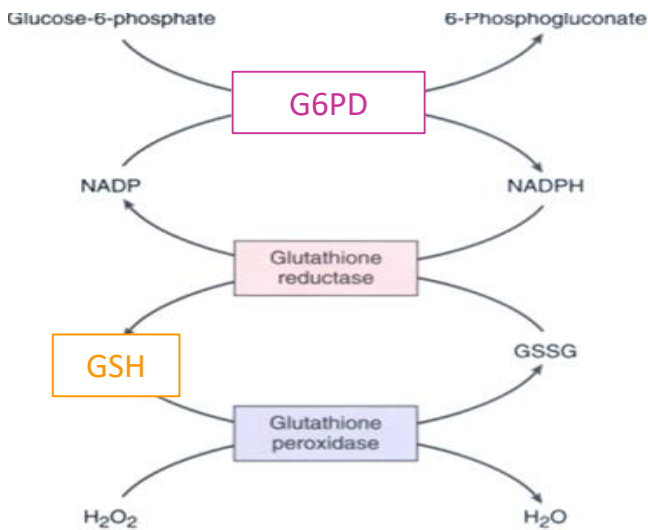 Glucose-6-phosphate
6-Phosphogluconate
G6PD
NADP
NADPH
Glutathione
reductase
GSH
GSSG
Glutathione
peroxidase
H₂O₂
H₂O